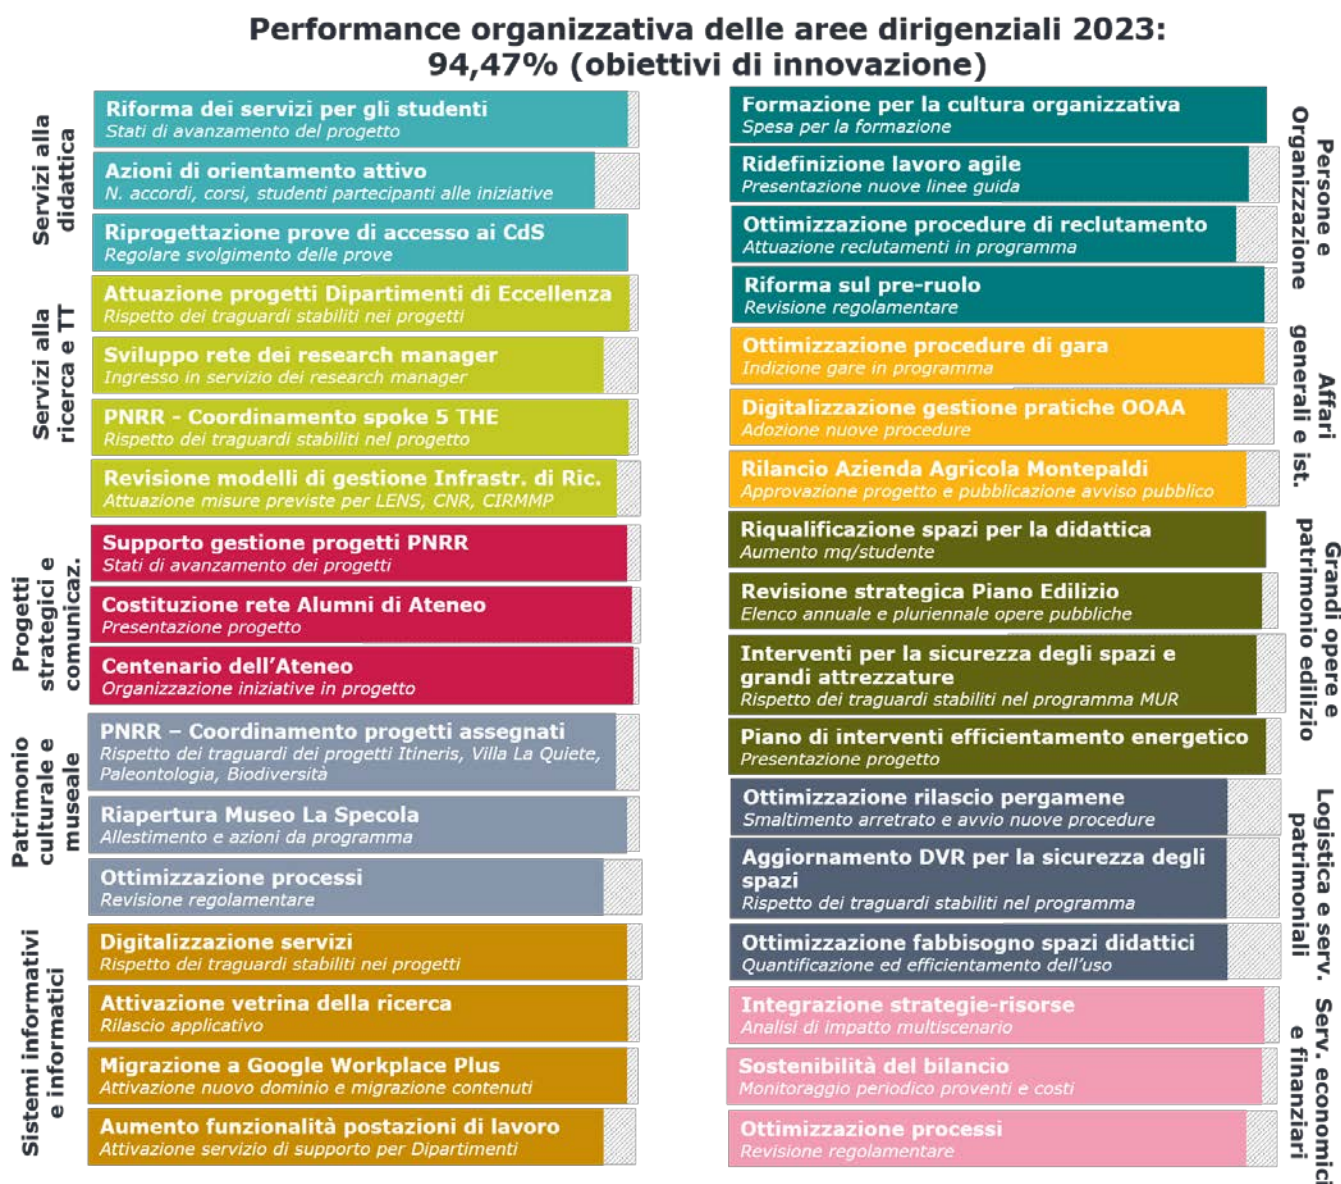 Performance organizzativa delle aree dirigenziali 2023:
94,47% (obiettivi di innovazione)
Servizi alla
didattica
Riforma dei servizi per gli studenti
Stati di avanzamento del progetto
Azioni di orientamento attivo
N. accordi, corsi, studenti partecipanti alle iniziative
Riprogettazione prove di accesso ai CdS
Regolare svolgimento delle prove
Servizi alla
ricerca e TT
Attuazione progetti Dipartimenti di Eccellenza
Rispetto dei traguardi stabiliti nei progetti
Sviluppo rete dei research manager
Ingresso in servizio dei research manager
PNRR - Coordinamento spoke 5 THE
Rispetto dei traguardi stabiliti nel progetto
Revisione modelli di gestione Infrastr. di Ric.
Attuazione misure previste per LENS, CNR, CIRMMP
Progetti
strategici e
comunicaz.
Supporto gestione progetti PNRR
Stati di avanzamento dei progetti
Costituzione rete Alumni di Ateneo
Presentazione progetto
Centenario dell'Ateneo
Organizzazione iniziative in progetto
Patrimonio
culturale e
museale
PNRR – Coordinamento progetti assegnati
Rispetto dei traguardi dei progetti Itineris, Villa La Quiete,
Paleontologia, Biodiversità
Riapertura Museo La Specola
Allestimento e azioni da programma
Ottimizzazione processi
Revisione regolamentare
Sistemi informativi
e informatici
Digitalizzazione servizi
Rispetto dei traguardi stabiliti nei progetti
Attivazione vetrina della ricerca
Rilascio applicativo
Migrazione a Google Workplace Plus
Attivazione nuovo dominio e migrazione contenuti
Aumento funzionalità postazioni di lavoro
Attivazione servizio di supporto per Dipartimenti
Formazione per la cultura organizzativa
Spesa per la formazione
Ridefinizione lavoro agile
Presentazione nuove linee guida
Ottimizzazione procedure di reclutamento
Attuazione reclutamenti in programma
Riforma sul pre-ruolo
Revisione regolamentare
Persone e
Organizzazione
Ottimizzazione procedure di gara
Indizione gare in programma
Digitalizzazione gestione pratiche OOAA
Adozione nuove procedure
Rilancio Azienda Agricola Montepaldi
Approvazione progetto e pubblicazione avviso pubblico
Affari
generali e ist.
Riqualificazione spazi per la didattica
Aumento mq/studente
Revisione strategica Piano Edilizio
Elenco annuale e pluriennale opere pubbliche
Interventi per la sicurezza degli spazi e
grandi attrezzature
Rispetto dei traguardi stabiliti nel programma MUR
Piano di interventi efficientamento energetico
Presentazione progetto
Grandi opere e
patrimonio edilizio
Ottimizzazione rilascio pergamene
Smaltimento arretrato e avvio nuove procedure
Aggiornamento DVR per la sicurezza degli
spazi
Rispetto dei traguardi stabiliti nel programma
Ottimizzazione fabbisogno spazi didattici
Quantificazione ed efficientamento dell'uso
Logistica e serv.
patrimoniali
Integrazione strategie-risorse
Analisi di impatto multiscenario
Sostenibilità del bilancio
Monitoraggio periodico proventi e costi
Ottimizzazione processi
Revisione regolamentare
Serv. economici
e finanziari